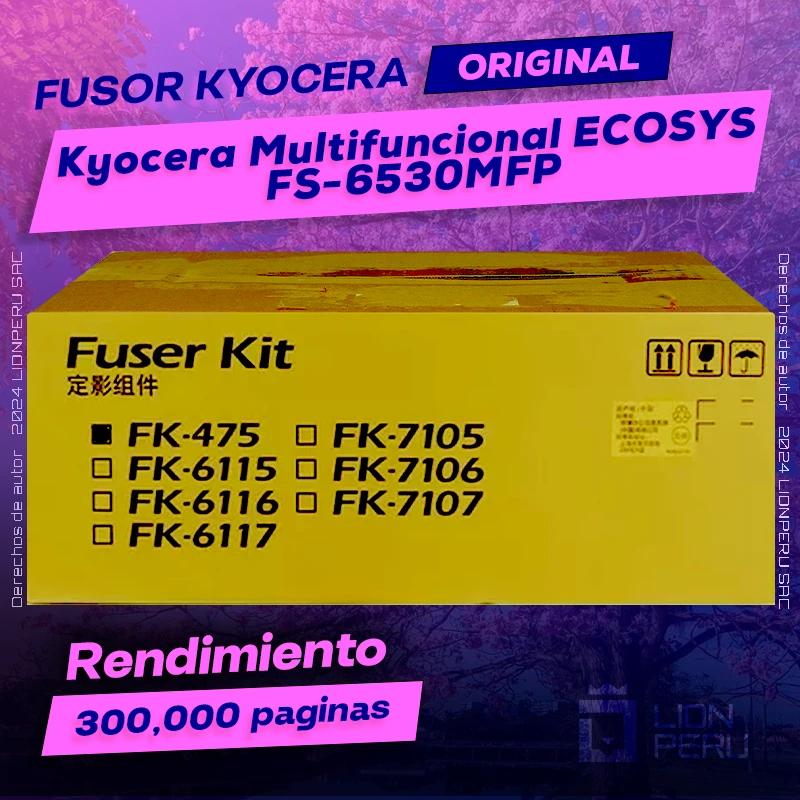 FUSOR KYOCERA
ORIGINAL
Kyocera Multifuncional ECOSYS
FS-6530MFP
Derechos de autor 2024 LIONPERU SAC
Derechos de autor 2024 LIONPERU SAC
Fuser Kit
定影组件
FK-475
FK-7105
FK-6115
FK-7106
FK-6116
FK-7107
FK-6117
Rendimiento
300,000 paginas
LION
PERU